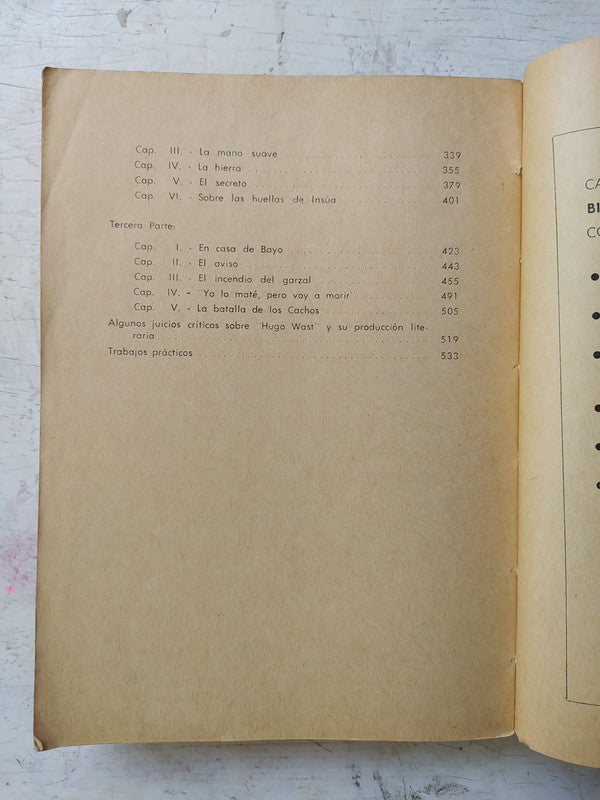 Cap. III. - La mano suave . . . . . . . . . . . . . . . . . . . . 339
Cap. IV. - La hierra . . . . . . . . . . . . . . . . . . . . 355
Cap. V. - El secreto . . . . . . . . . . . . . . . . . . . . 379
Cap. VI. - Sobre las huellas de Insúa . . . . . . . . . . . . 401
Tercera Parte:
Cap. I. - En casa de Bayo . . . . . . . . . . . . . . . . . . 423
Cap. II. - El aviso . . . . . . . . . . . . . . . . . . . . 443
Cap. III. - El incendio del garzal . . . . . . . . . . . . . . 455
Cap. IV. - "Yo lo maté, pero voy a morir" . . . . . . . . . . 491
Cap. V. - La batalla de los Cachos . . . . . . . . . . . . . . 505
Algunos juicios críticos sobre "Hugo Wast" y su producción lite-
raria . . . . . . . . . . . . . . . . . . . . . . . . . . 519
Trabajos prácticos . . . . . . . . . . . . . . . . . . . . . . 533
CA
BI
CO